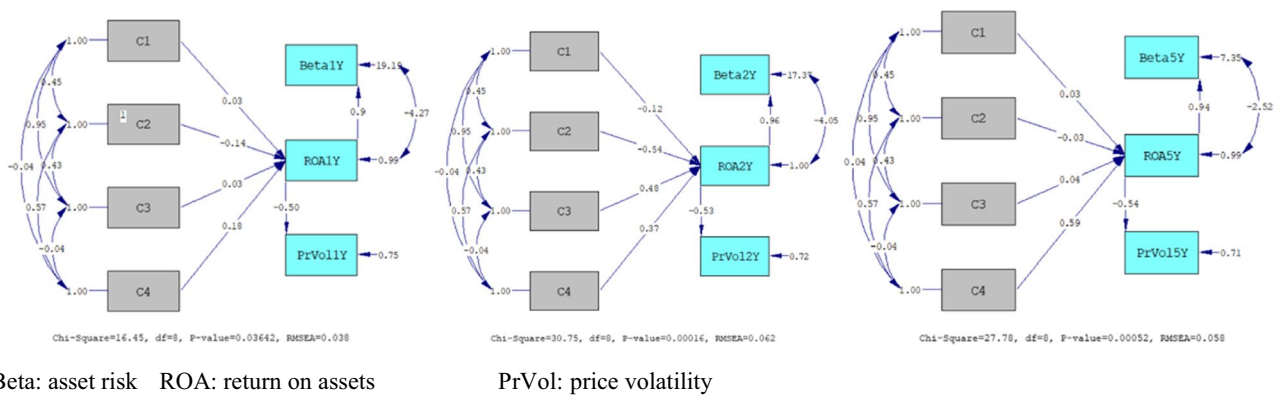 C1
C2
C3
C4
1.00
1.00
1.00
1.00
0.45
0.95
-0.04
0.43
0.57
-0.04
1
0.03
-0.14
0.03
0.18
Beta1Y
ROA1Y
PrVol1Y
0.9
-0.50
19.19
-4.27
0.99
0.75
Chi-Square=16.45, df=8, P-value=0.03642, RMSEA=0.038
C1
C2
C3
C4
1.00
1.00
1.00
1.00
0.45
0.95
-0.04
0.43
0.57
-0.04
-0.12
-0.54
0.48
0.37
Beta2Y
ROA2Y
PrVol2Y
0.96
-0.53
17.37
-4.05
1.00
0.72
Chi-Square=30.75, df=8, P-value=0.00016, RMSEA=0.062
C1
C2
C3
C4
1.00
1.00
1.00
1.00
0.45
0.95
0.04
0.43
0.57
-0.04
0.03
-0.03
0.04
0.59
Beta5Y
ROA5Y
PrVol5Y
0.94
-0.54
7.35
-2.52
0.99
0.71
Chi-Square=27.78, df=8, P-value=0.00052, RMSEA=0.058
Beta: asset risk ROA: return on assets PrVol: price volatility